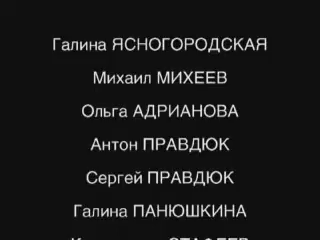 Галина ЯСНОГОРОДСКАЯ
Михаил МИХЕЕВ
Ольга АДРИАНОВА
Антон ПРАВДЮК
Сергей ПРАВДЮК
Галина ПАНЮШКИНА